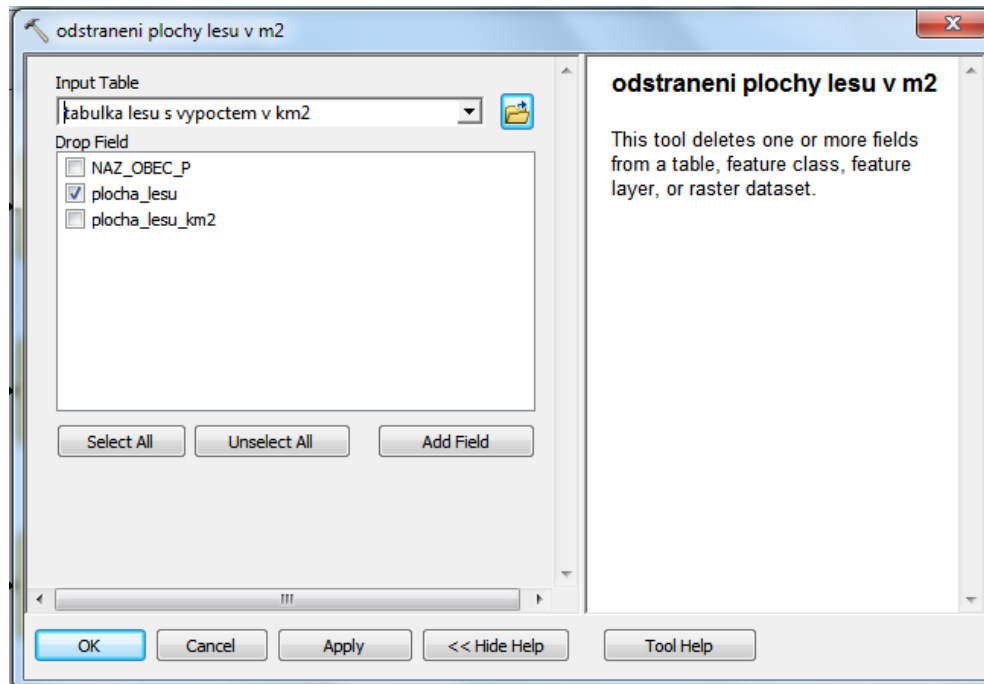 odstraneni plochy lesu v m2
Input Table
tabulka lesu s vypoctem v km2
Drop Field
NAZ_OBEC_P
plocha_lesu
plocha_lesu_km2
Select All
Unselect All
Add Field
odstraneni plochy lesu v m2
This tool deletes one or more fields
from a table, feature class, feature
layer, or raster dataset.
OK
Cancel
Apply
<< Hide Help
Tool Help